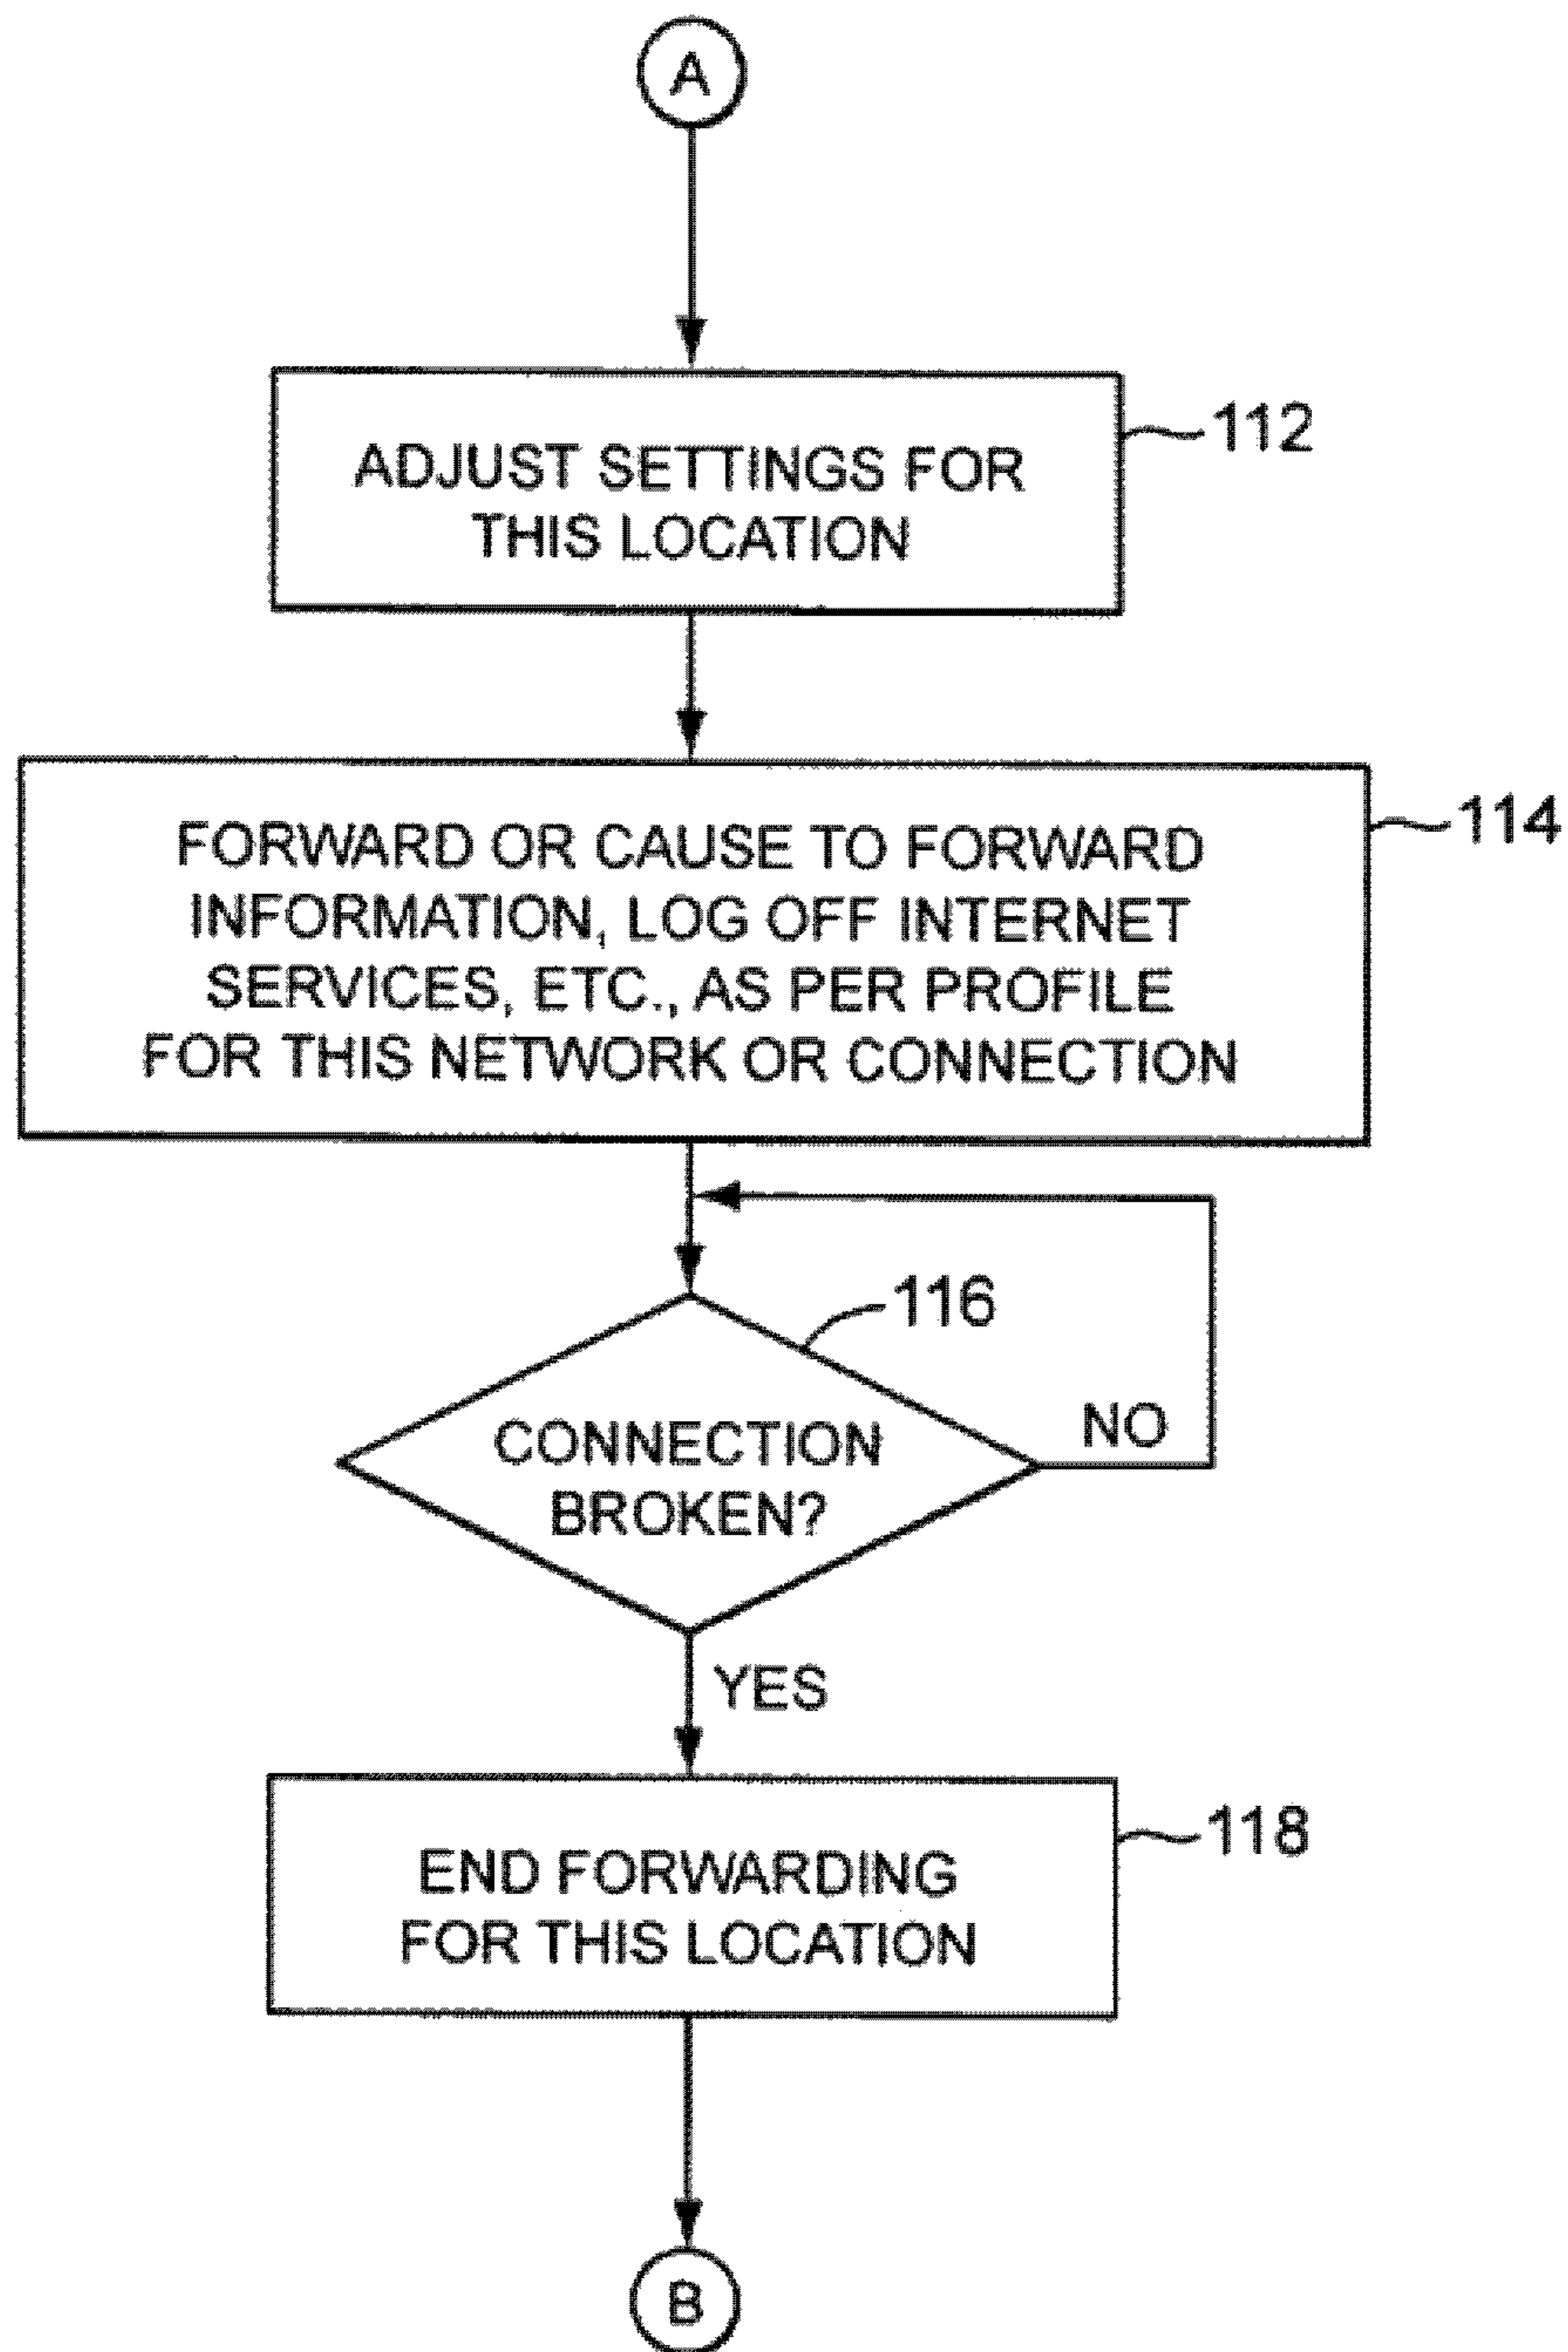 A
ADJUST SETTINGS FOR
THIS LOCATION
112
FORWARD OR CAUSE TO FORWARD
INFORMATION, LOG OFF INTERNET
SERVICES, ETC., AS PER PROFILE
FOR THIS NETWORK OR CONNECTION
114
116
CONNECTION
BROKEN?
NO
YES
END FORWARDING
FOR THIS LOCATION
118
B